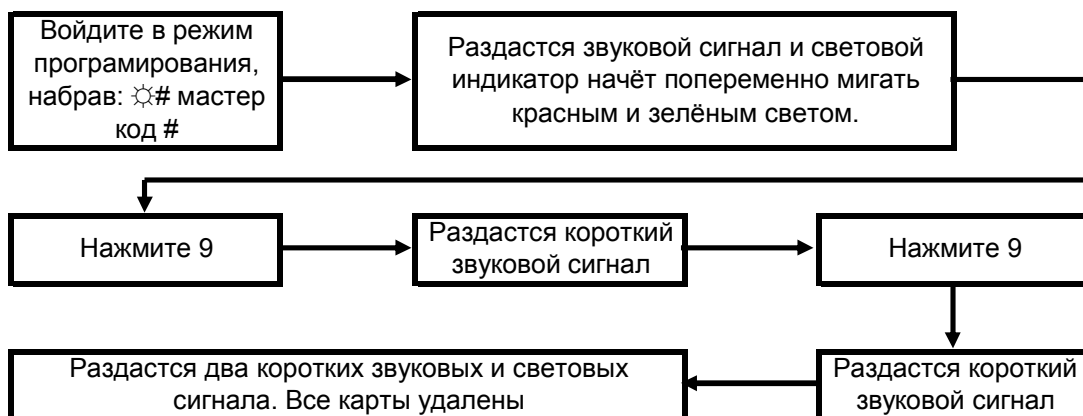 Войдите в режим
програмирования,
набрав: ☼# мастер
код #
Раздастся звуковой сигнал и световой
индикатор начёт попеременно мигать
красным и зелёным светом.
Нажмите 9
Раздастся короткий
звуковой сигнал
Нажмите 9
Раздастся короткий
звуковой сигнал
Раздастся два коротких звуковых и световых
сигнала. Все карты удалены